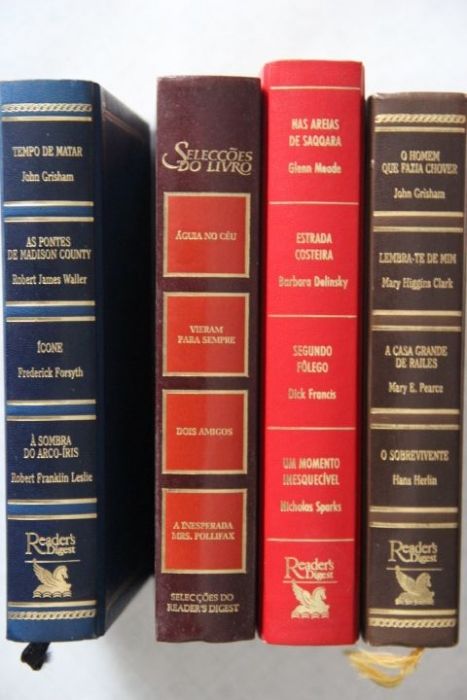 TEMPO DE MATAR
John Grisham
AS PONTES
DE MADISON COUNTY
Robert James Waller
ÍCONE
Frederick Forsyth
À SOMBRA
DO ARCO-ÍRIS
Robert Franklin Leslie
Reader's
Digest
SELECÇÕES
DO LIVRO
ÁGUIA NO CÉU
VIERAM
PARA SEMPRE
DOIS AMIGOS
A INESPERADA
MRS. POLLIFAX
SELECÇÕES DO
READER'S DIGEST
NAS AREIAS
DE SAQQARA
Glenn Meade
ESTRADA
COSTEIRA
Barbara Delinsky
SEGUNDO
FÔLEGO
Dick Francis
UM MOMENTO
INESQUECÍVEL
Nicholas Sparks
Reader's
Digest
O HOMEM
QUE FAZIA CHOVER
John Grisham
LEMBRA-TE DE MIM
Mary Higgins Clark
A CASA GRANDE
DE RAILES
Mary E. Pearce
O SOBREVIVENTE
Hans Herlin
Reader's
Digest